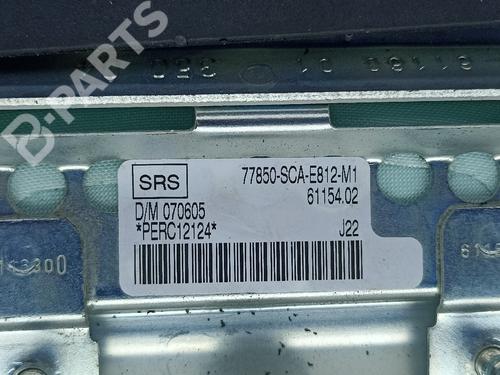 B-PARTS
SRS
77850-SCA-E812-M1
61154.02
D/M 070605
*PERC12124*
J22